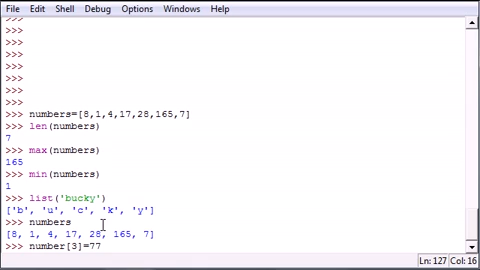 File Edit Shell Debug Options Windows Help
>>>
>>>
>>>
>>>
>>>
>>>
>>>
>>> numbers=[8,1,4,17,28,165,7]
>>> len(numbers)
7
>>> max(numbers)
165
>>> min(numbers)
1
>>> list('bucky')
['b', 'u', 'c', 'k', 'y']
>>> numbers
[8, 1, 4, 17, 28, 165, 7]
>>> number[3]=77
Ln: 127 Col: 16